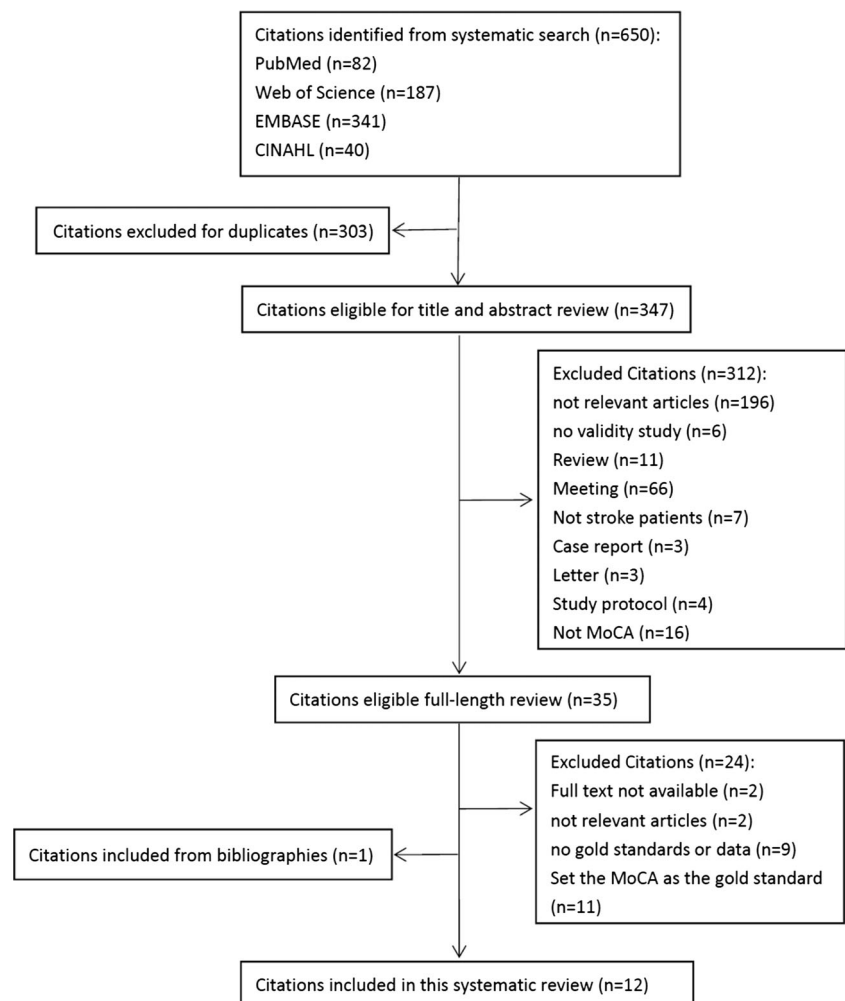 Citations identified from systematic search (n=650):
PubMed (n=82)
Web of Science (n=187)
EMBASE (n=341)
CINAHL (n=40)
Citations excluded for duplicates (n=303)
Citations eligible for title and abstract review (n=347)
Excluded Citations (n=312):
not relevant articles (n=196)
no validity study (n=6)
Review (n=11)
Meeting (n=66)
Not stroke patients (n=7)
Case report (n=3)
Letter (n=3)
Study protocol (n=4)
Not MoCA (n=16)
Citations eligible full-length review (n=35)
Excluded Citations (n=24):
Full text not available (n=2)
not relevant articles (n=2)
no gold standards or data (n=9)
Set the MoCA as the gold standard
(n=11)
Citations included from bibliographies (n=1)
Citations included in this systematic review (n=12)